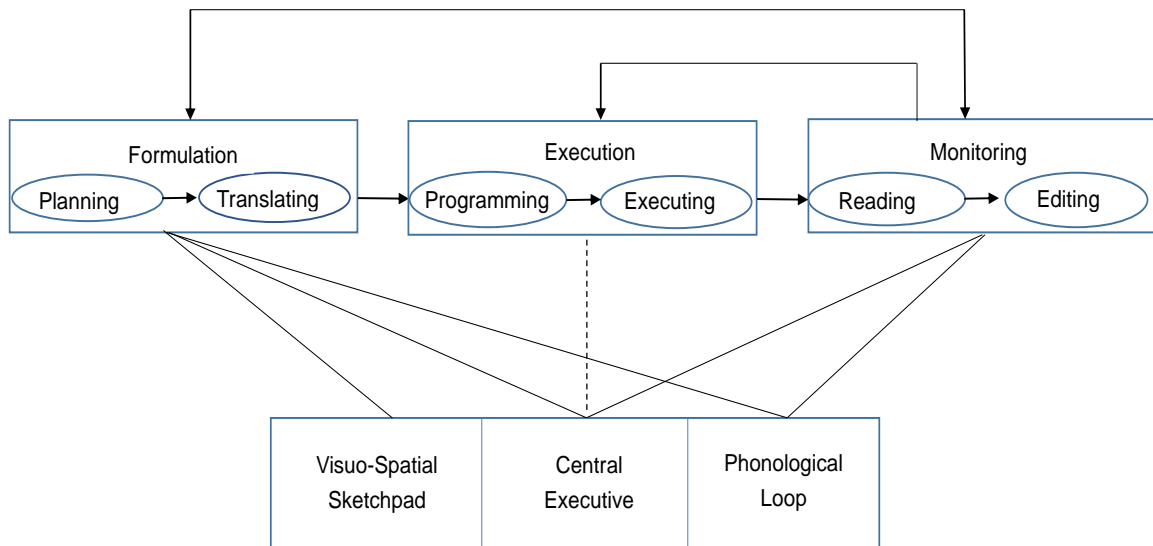 Formulation
Planning
Translating
Execution
Programming
Executing
Monitoring
Reading
Editing
Visuo-Spatial
Sketchpad
Central
Executive
Phonological
Loop